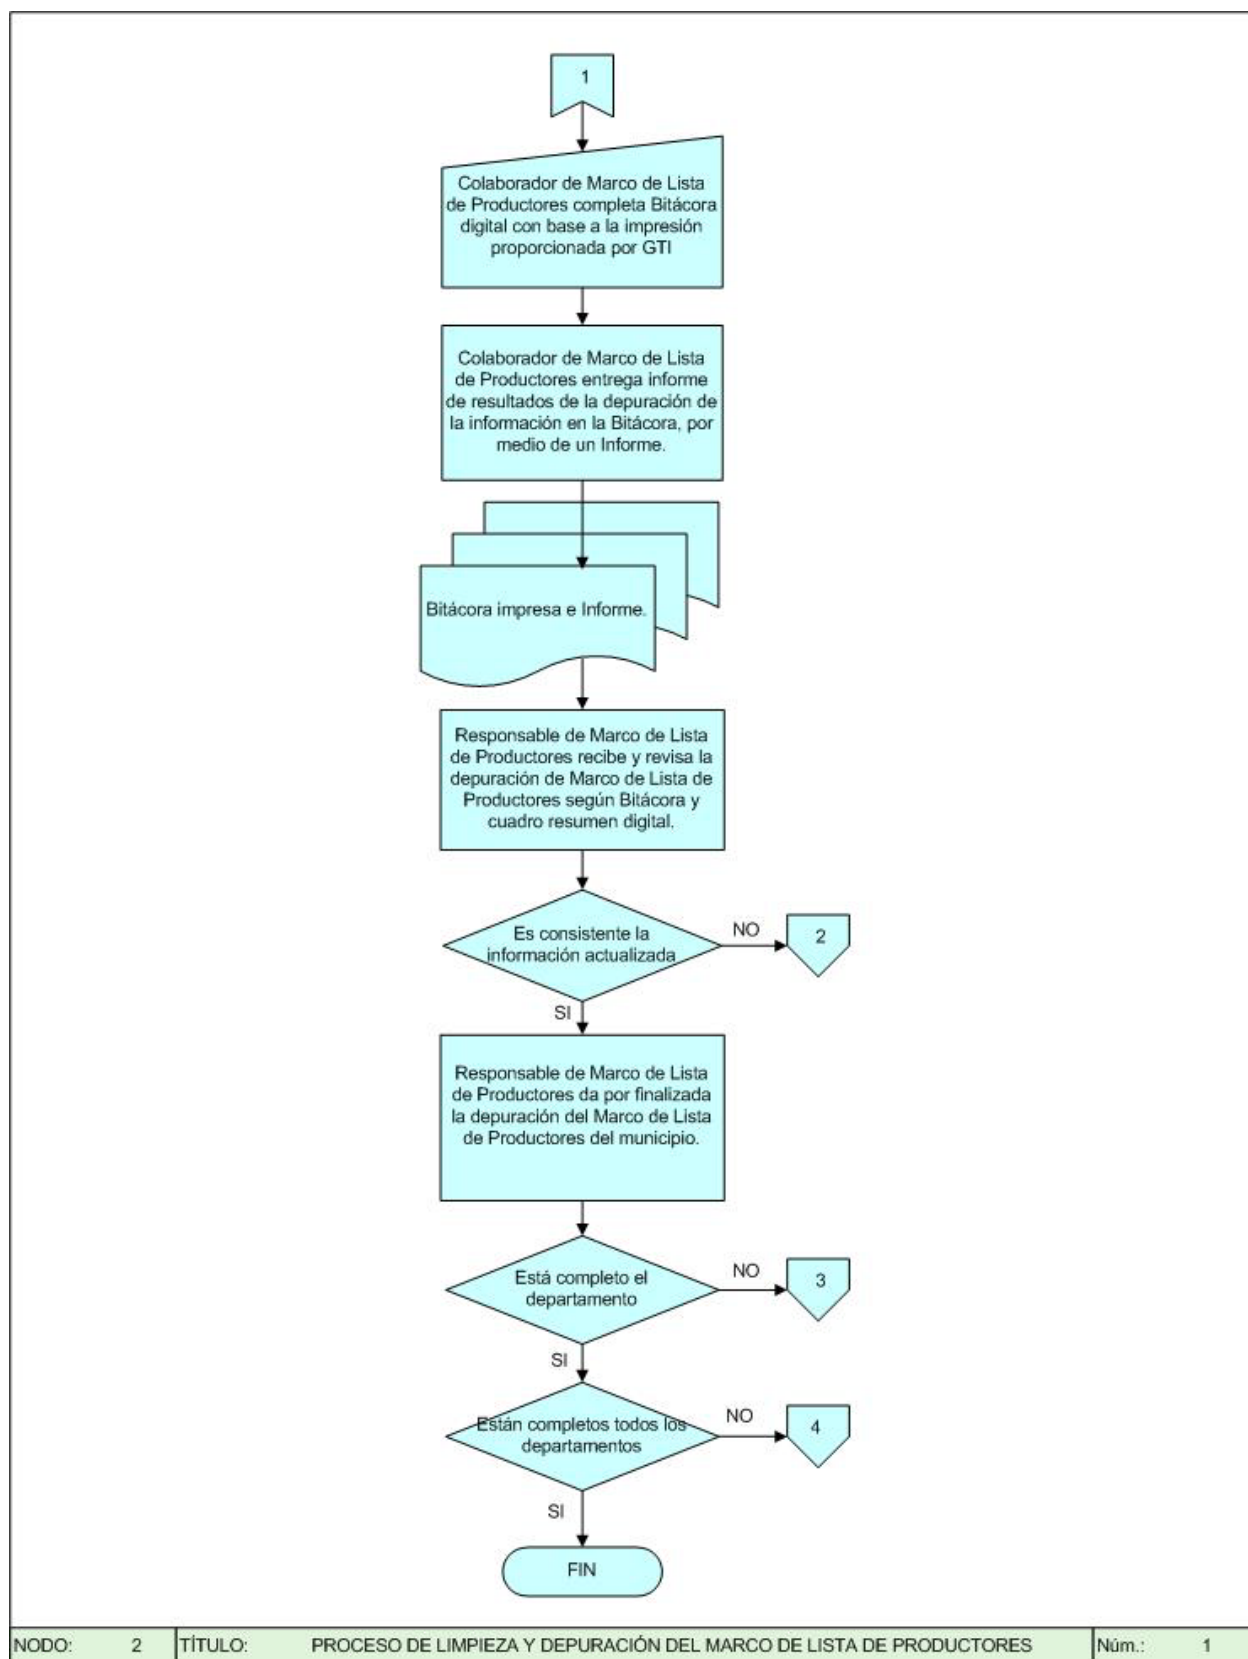 1
Colaborador de Marco de Lista
de Productores completa Bitácora
digital con base a la impresión
proporcionada por GTI
Colaborador de Marco de Lista
de Productores entrega informe
de resultados de la depuración de
la información en la Bitácora, por
medio de un Informe.
Bitácora impresa e Informe.
Responsable de Marco de Lista
de Productores recibe y revisa la
depuración de Marco de Lista de
Productores según Bitácora y
cuadro resumen digital.
Es consistente la
información actualizada
NO
2
SI
Responsable de Marco de Lista
de Productores da por finalizada
la depuración del Marco de Lista
de Productores del municipio.
Está completo el
departamento
NO
3
SI
Están completos todos los
departamentos
NO
4
SI
FIN
NODO: 2 TÍTULO: PROCESO DE LIMPIEZA Y DEPURACIÓN DEL MARCO DE LISTA DE PRODUCTORES Núm.: 1